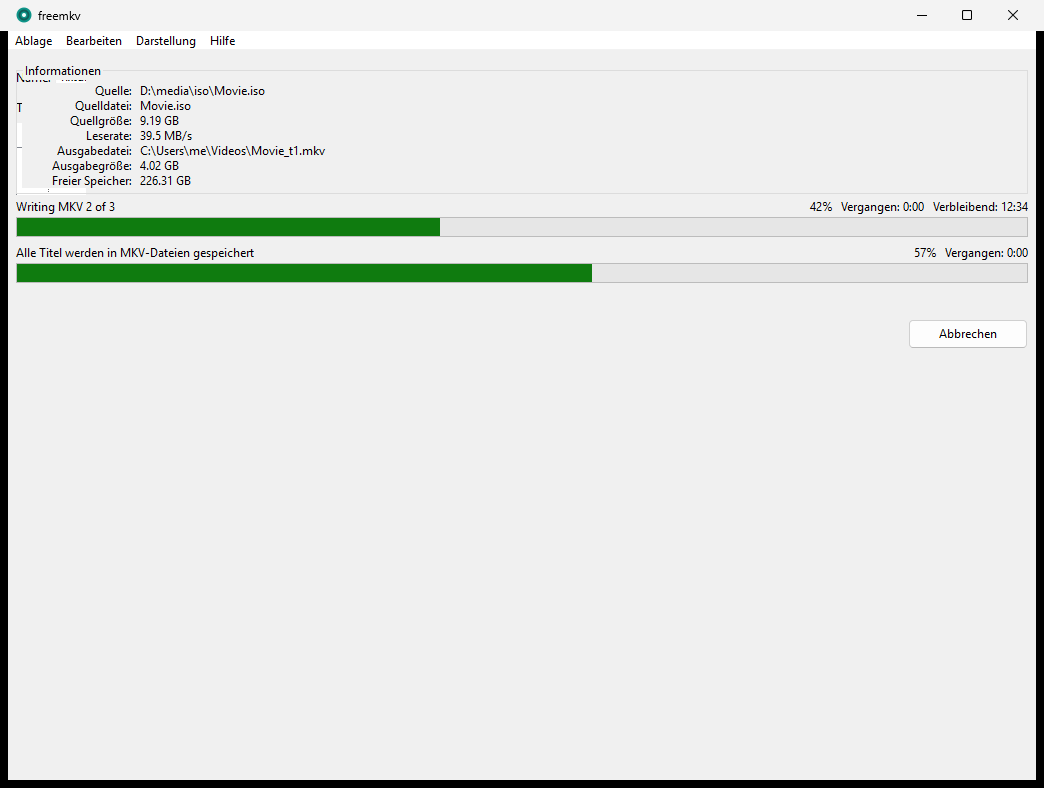 freemkv
Ablage Bearbeiten Darstellung Hilfe
Informationen
Quelle: D:\media\iso\Movie.iso
Quelldatei: Movie.iso
Quellgröße: 9.19 GB
Leserate: 39.5 MB/s
Ausgabedatei: C:\Users\me\Videos\Movie_t1.mkv
Ausgabegröße: 4.02 GB
Freier Speicher: 226.31 GB
Writing MKV 2 of 3 42% Vergangen: 0:00 Verbleibend: 12:34
Alle Titel werden in MKV-Dateien gespeichert 57% Vergangen: 0:00
Abbrechen